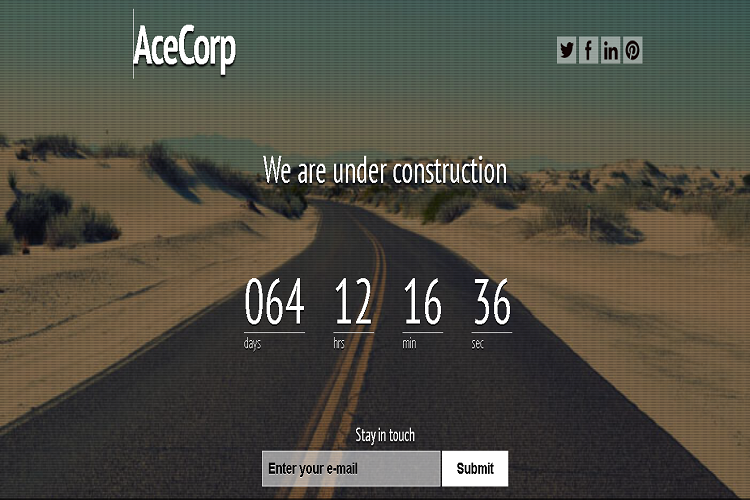 AceCorp
We are under construction
064 12 16 36
days hrs min sec
Stay in touch
Enter your e-mail Submit